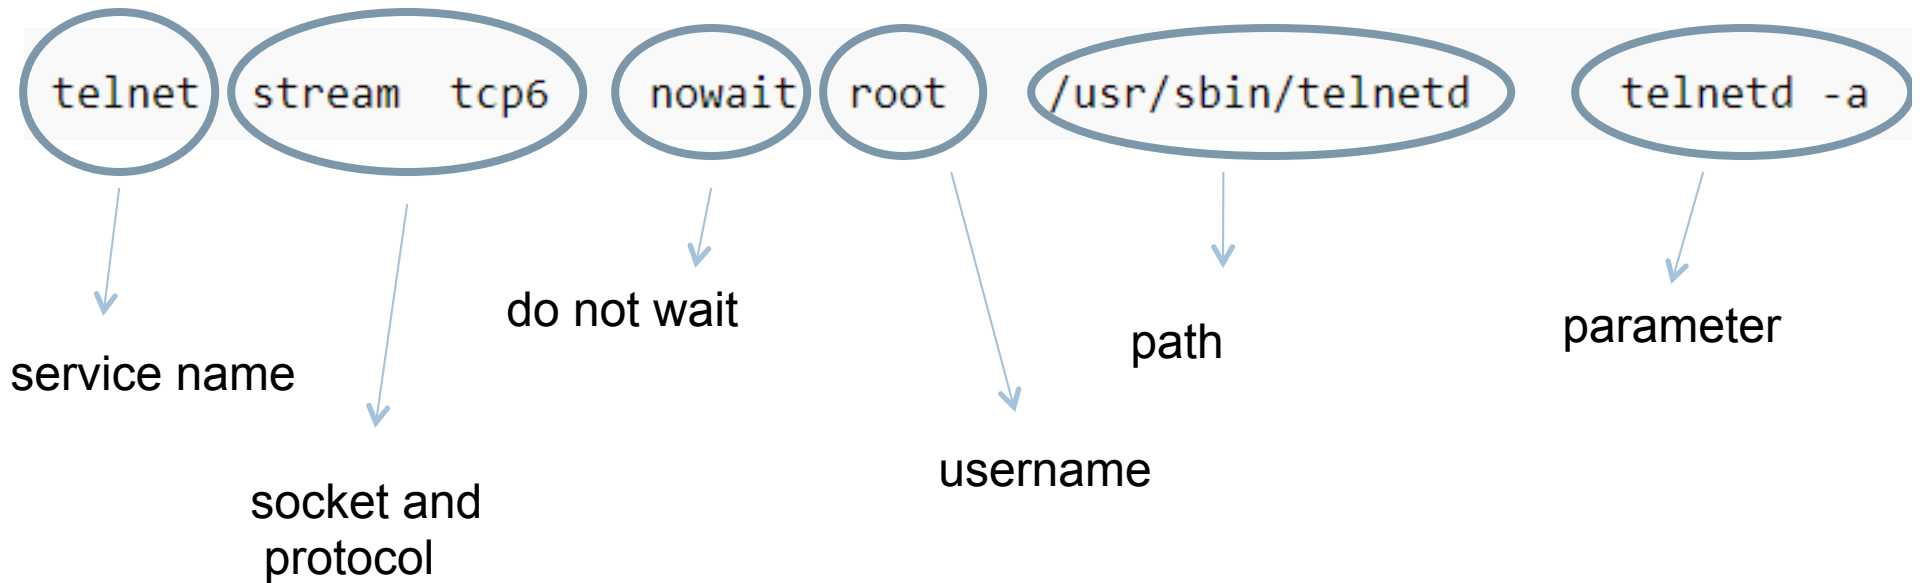 telnet stream tcp6 nowait root /usr/sbin/telnetd telnetd -a
do not wait
path
parameter
service name
username
socket and
protocol